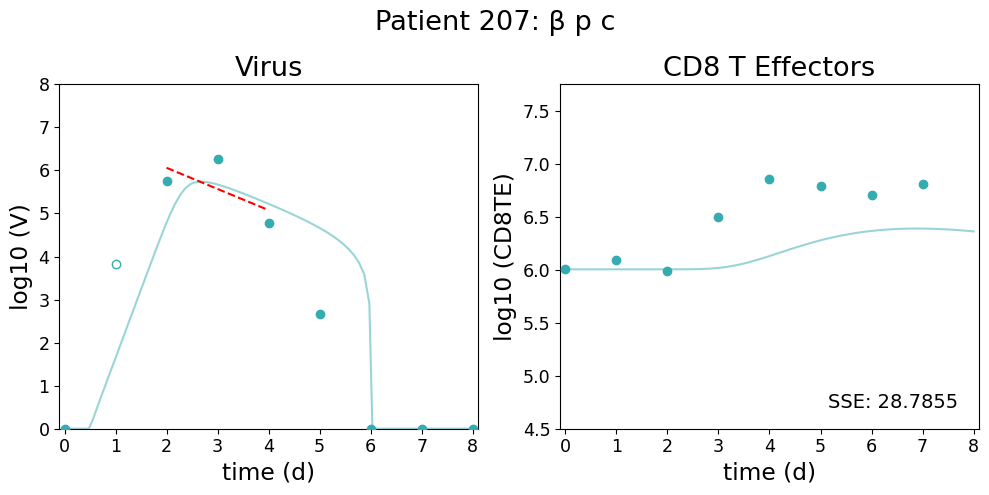 Patient 207: β p c
Virus
CD8 T Effectors
log10 (V)
8
7
6
5
4
3
2
1
0
0 1 2 3 4 5 6 7 8
time (d)
log10 (CD8TE)
7.5
7.0
6.5
6.0
5.5
5.0
4.5
SSE: 28.7855
0 1 2 3 4 5 6 7 8
time (d)